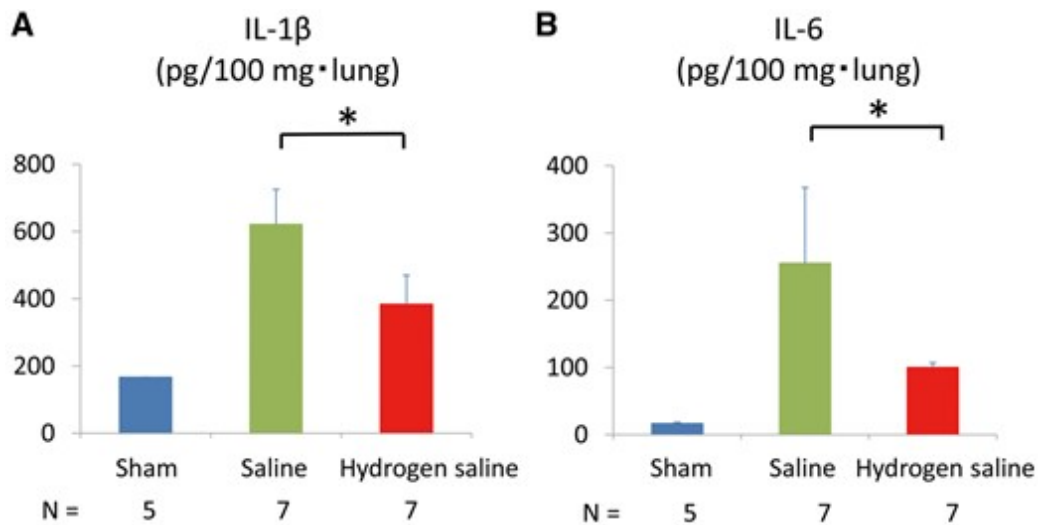 A
IL-1β
(pg/100 mg・lung)
*
800
600
400
200
0
Sham Saline Hydrogen saline
N = 5 7 7
B
IL-6
(pg/100 mg・lung)
*
400
300
200
100
0
Sham Saline Hydrogen saline
N = 5 7 7